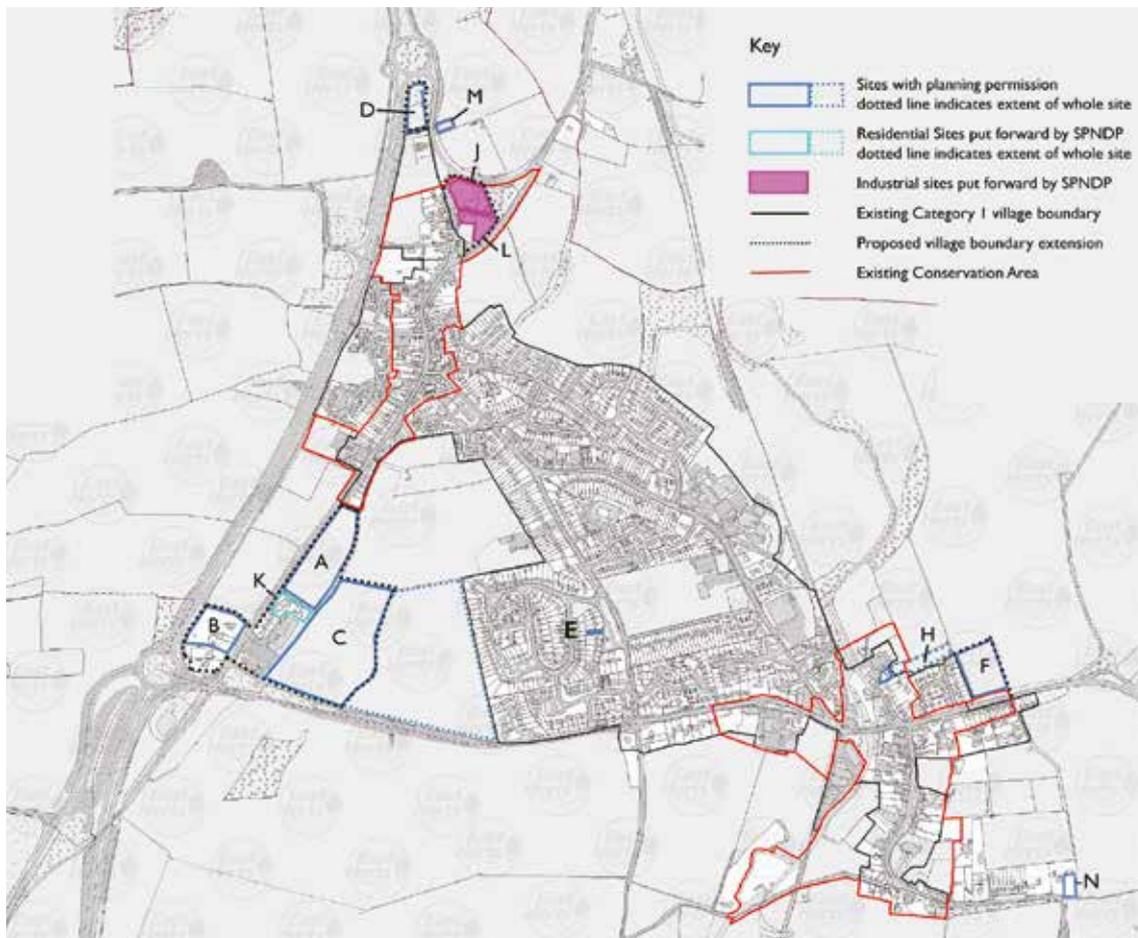 Key
Sites with planning permission
dotted line indicates extent of whole site
Residential Sites put forward by SPNDP
dotted line indicates extent of whole site
Industrial sites put forward by SPNDP
Existing Category 1 village boundary
Proposed village boundary extension
Existing Conservation Area
D
M
J
L
A
K
B
C
E
H
F
N